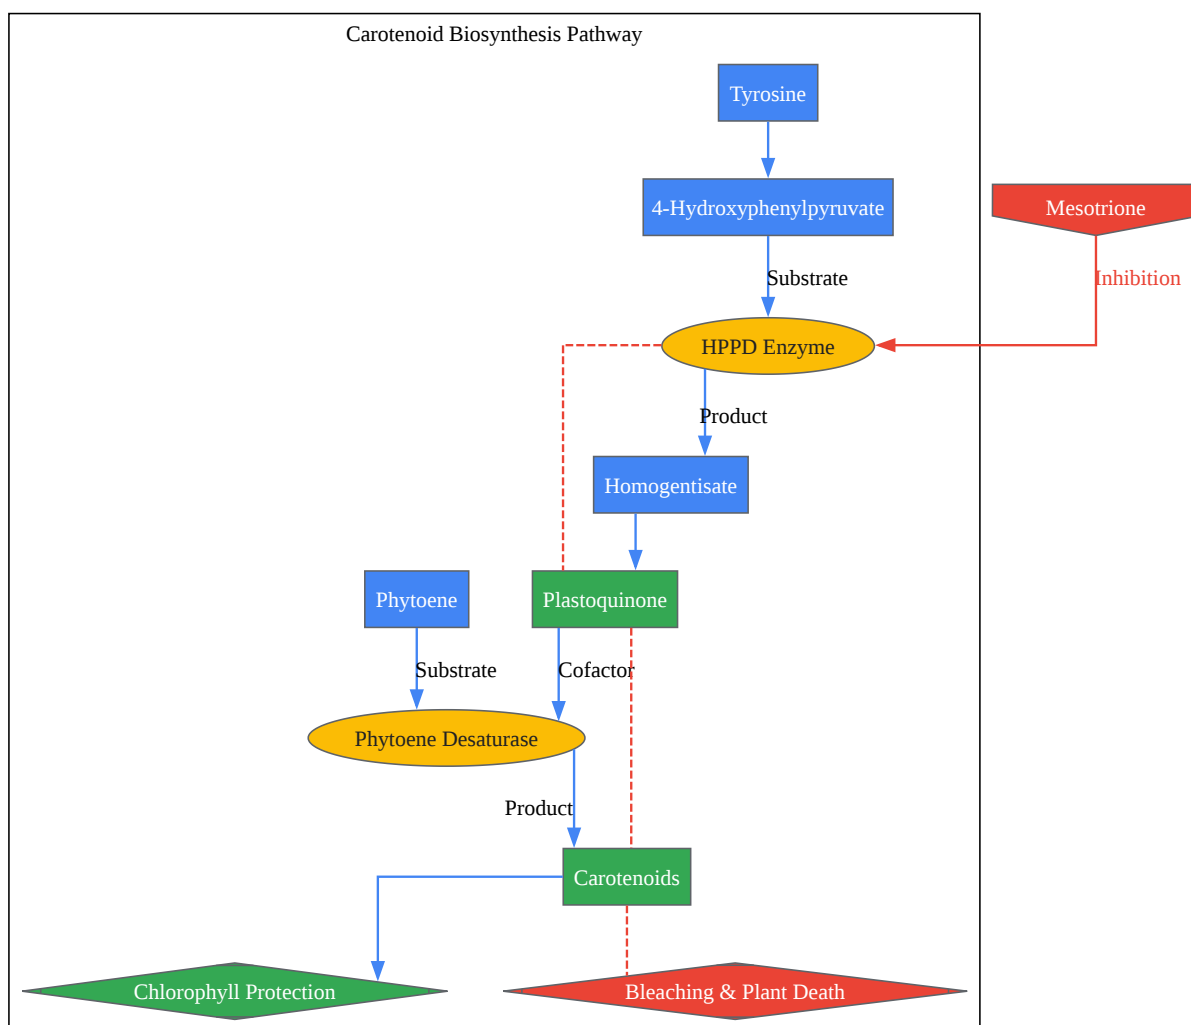 Carotenoid Biosynthesis Pathway
Tyrosine
4-Hydroxyphenylpyruvate
Mesotrione
Substrate
Inhibition
HPPD Enzyme
Product
Homogentisate
Phytoene
Plastoquinone
Substrate
Cofactor
Phytoene Desaturase
Product
Carotenoids
Chlorophyll Protection
Bleaching & Plant Death